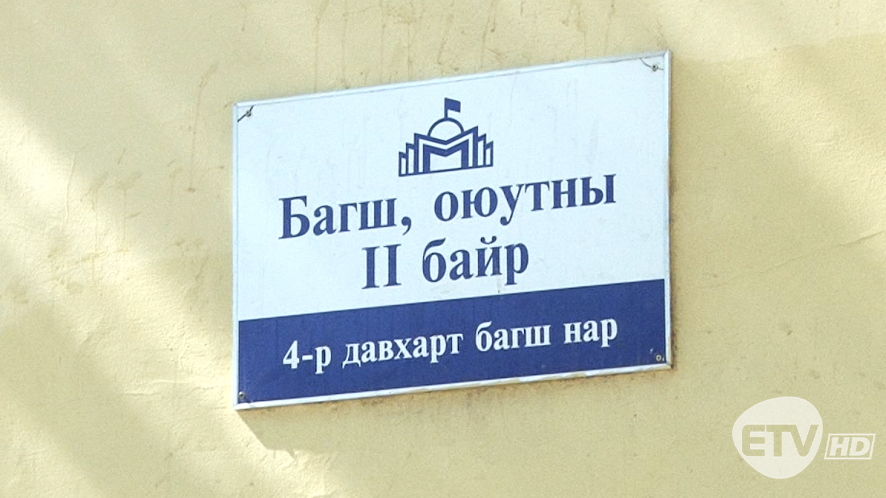 Багш, оюутны
II байр
4-р давхарт багш нар
ETV HD